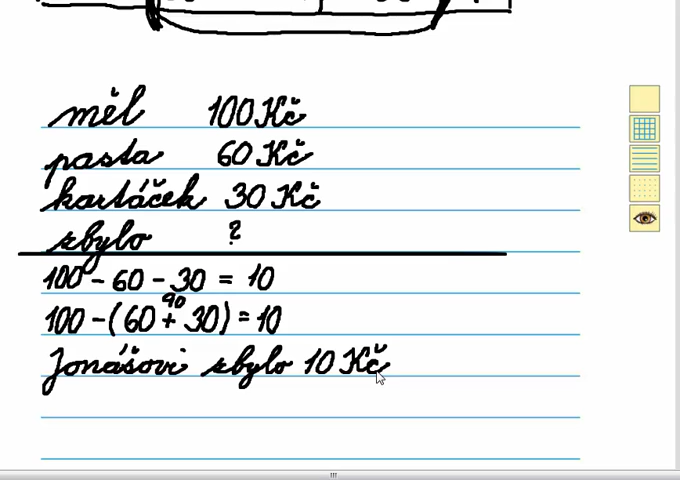 měl 100 Kč
pasta 60 Kč
kartáček 30 Kč
zbylo ?
100 - 60 - 30 = 10
90
100 - (60 + 30) = 10
Jonášovi zbylo 10 Kč